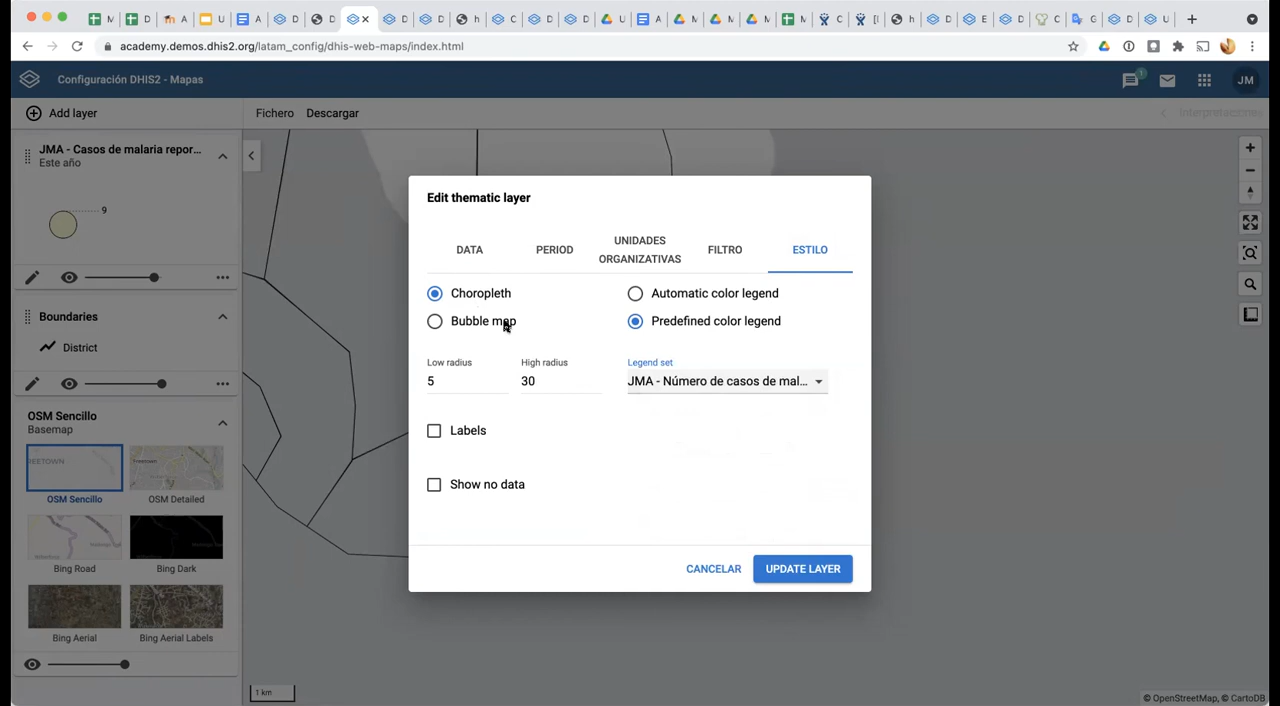 M
D
A
U
A
D
D
D
D
h
C
D
D
U
A
M
M
M
M
C
[
h
D
E
D
C
G
D
U
academy.demos.dhis2.org/latam_config/dhis-web-maps/index.html
Configuración DHIS2 - Mapas
1
JM
Add layer
Fichero Descargar
Interpretaciones
JMA - Casos de malaria repor...
Este año
9
Boundaries
District
OSM Sencillo
Basemap
REETOWN
Freetown
OSM Sencillo
OSM Detailed
Bing Road
Bing Dark
Bing Aerial
Bing Aerial Labels
Edit thematic layer
DATA
PERIOD
UNIDADES
ORGANIZATIVAS
FILTRO
ESTILO
Choropleth
Automatic color legend
Bubble map
Predefined color legend
Low radius
High radius
Legend set
5
30
JMA - Número de casos de mal...
Labels
Show no data
CANCELAR
UPDATE LAYER
1 km
© OpenStreetMap, © CartoDB